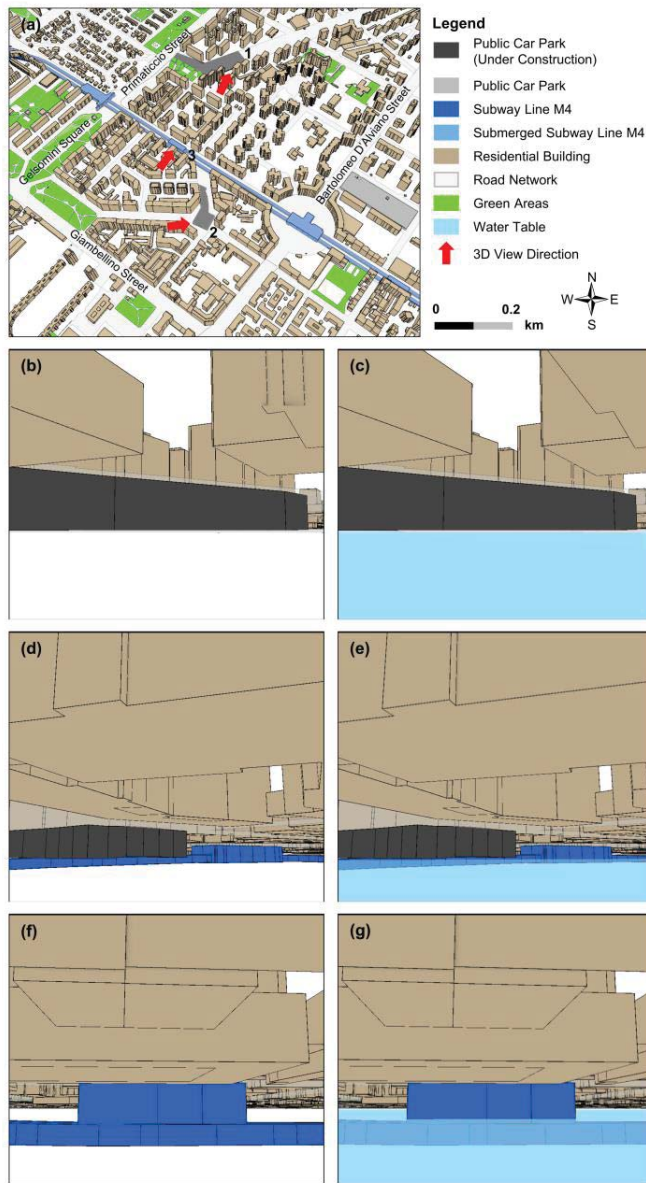 (a)
Primaticcio Street
1
Gelsomini Square
3
Bartolomeo D'Alviano Street
2
Giambellino Street
Legend
Public Car Park
(Under Construction)
Public Car Park
Subway Line M4
Submerged Subway Line M4
Residential Building
Road Network
Green Areas
Water Table
3D View Direction
N
W E
S
0 0.2
km
(b)
(c)
(d)
(e)
(f)
(g)